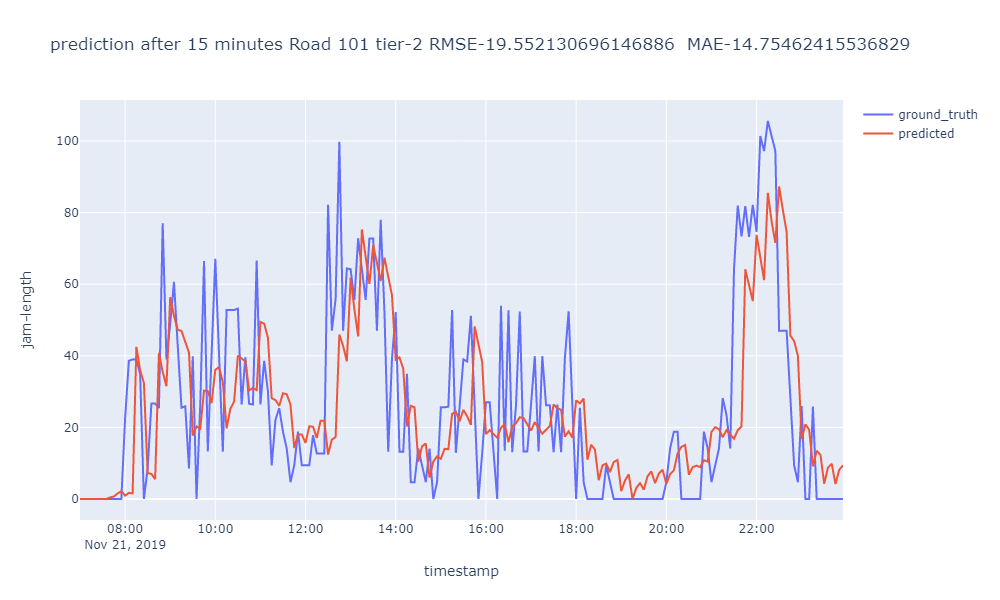 prediction after 15 minutes Road 101 tier-2 RMSE-19.552130696146886  MAE-14.75462415536829
ground_truth
predicted
100
80
60
40
20
0
jam-length
08:00 10:00 12:00 14:00 16:00 18:00 20:00 22:00
Nov 21, 2019
timestamp